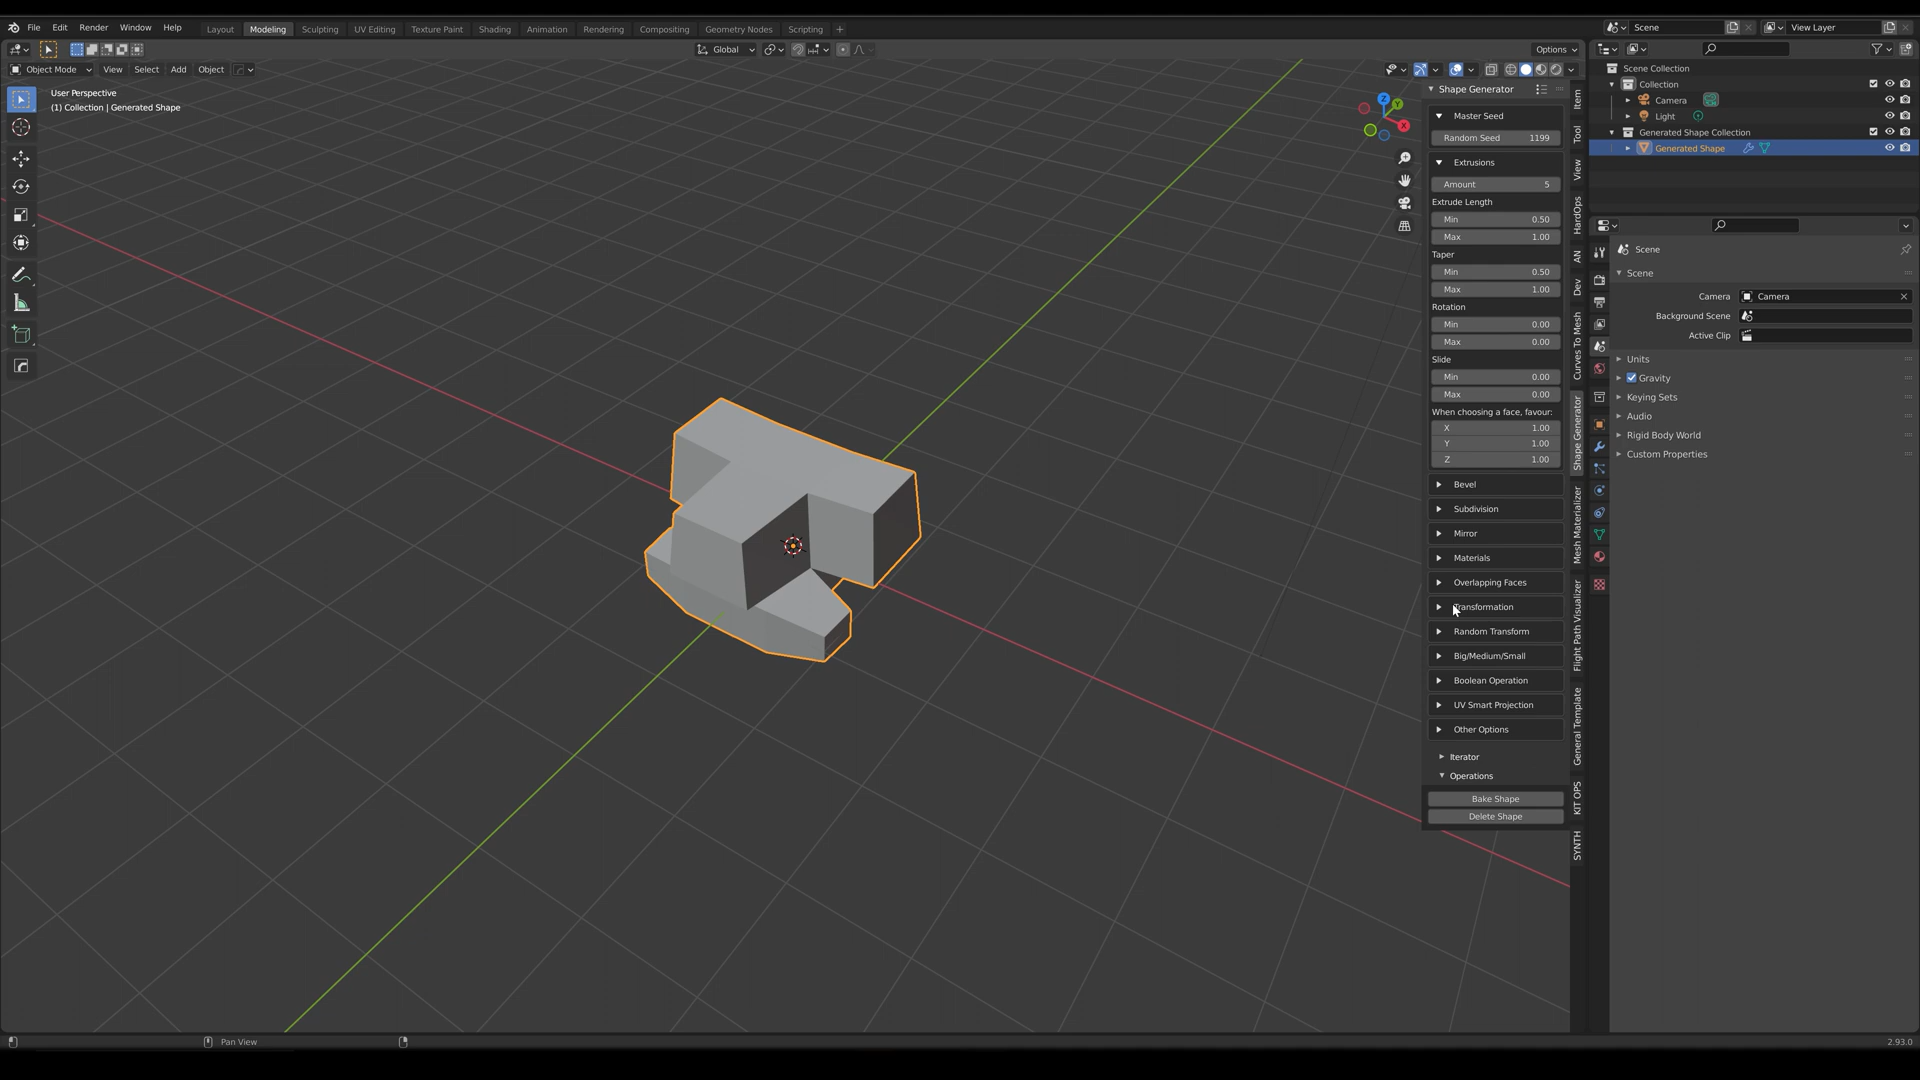 File Edit Render Window Help Layout Modeling Sculpting UV Editing Texture Paint Shading Animation Rendering Compositing Geometry Nodes Scripting + Scene View Layer
Global Options
Object Mode View Select Add Object
User Perspective
(1) Collection | Generated Shape
Z
Y
X
Shape Generator
Master Seed
Random Seed 1199
Extrusions
Amount 5
Extrude Length
Min 0.50
Max 1.00
Taper
Min 0.50
Max 1.00
Rotation
Min 0.00
Max 0.00
Slide
Min 0.00
Max 0.00
When choosing a face, favour:
X 1.00
Y 1.00
Z 1.00
Bevel
Subdivision
Mirror
Materials
Overlapping Faces
Transformation
Random Transform
Big/Medium/Small
Boolean Operation
UV Smart Projection
Other Options
Iterator
Operations
Bake Shape
Delete Shape
Item
Tool
View
HardOps
AN
Dev
Curves To Mesh
Shape Generator
Mesh Materializer
Flight Path Visualizer
General Template
KIT OPS
SYNTH
Scene Collection
Collection
Camera
Light
Generated Shape Collection
Generated Shape
Scene
Scene
Camera Camera
Background Scene
Active Clip
Units
Gravity
Keying Sets
Audio
Rigid Body World
Custom Properties
Pan View
2.93.0